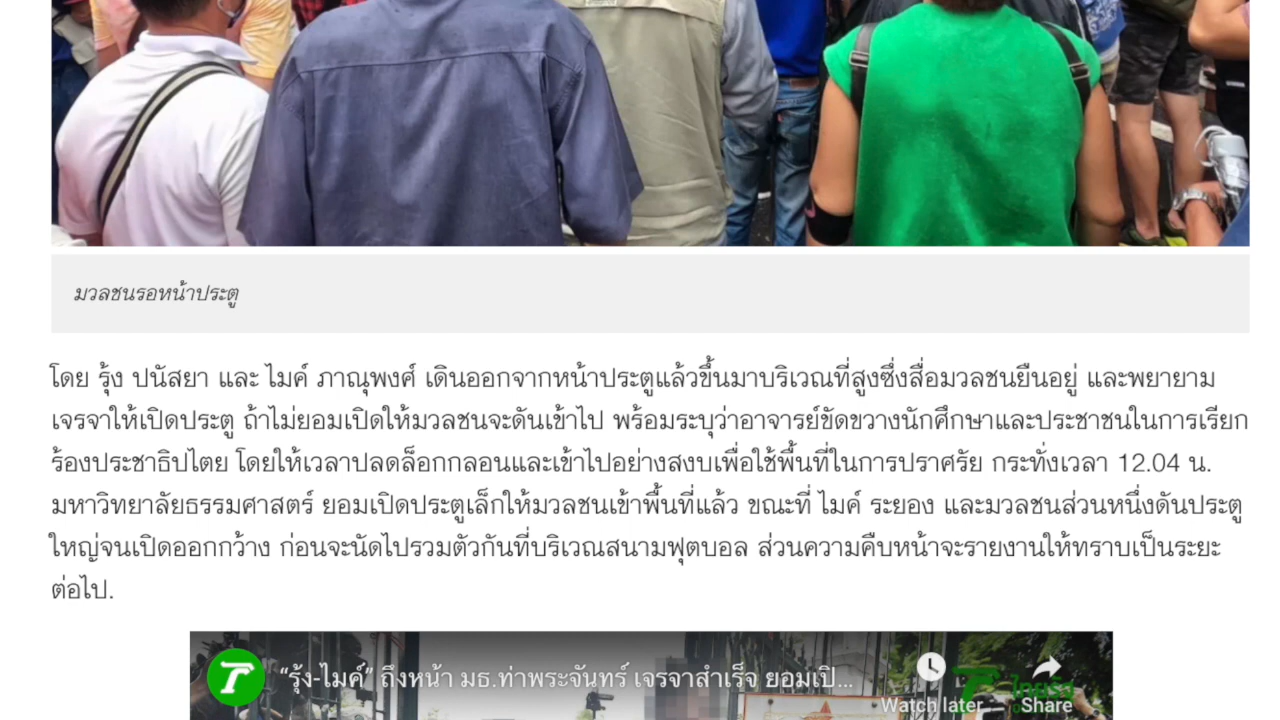 มวลชนรอหน้าประตู
โดย รุ้ง ปนัสยา และ ไมค์ ภาณุพงศ์ เดินออกจากหน้าประตูแล้วขึ้นมาบริเวณที่สูงซึ่งสื่อมวลชนยืนอยู่ และพยายาม
เจรจาให้เปิดประตู ถ้าไม่ยอมเปิดให้มวลชนจะดันเข้าไป พร้อมระบุว่าอาจารย์ขัดขวางนักศึกษาและประชาชนในการเรียก
ร้องประชาธิปไตย โดยให้เวลาปลดล็อกกลอนและเข้าไปอย่างสงบเพื่อใช้พื้นที่ในการปราศรัย กระทั่งเวลา 12.04 น.
มหาวิทยาลัยธรรมศาสตร์ ยอมเปิดประตูเล็กให้มวลชนเข้าพื้นที่แล้ว ขณะที่ ไมค์ ระยอง และมวลชนส่วนหนึ่งดันประตู
ใหญ่จนเปิดออกกว้าง ก่อนจะนัดไปรวมตัวกันที่บริเวณสนามฟุตบอล ส่วนความคืบหน้าจะรายงานให้ทราบเป็นระยะ
ต่อไป.
“รุ้ง-ไมค์” ถึงหน้า มธ.ท่าพระจันทร์ เจรจาสำเร็จ ยอมเปิ...
ไทยรัฐ
Watch later Share